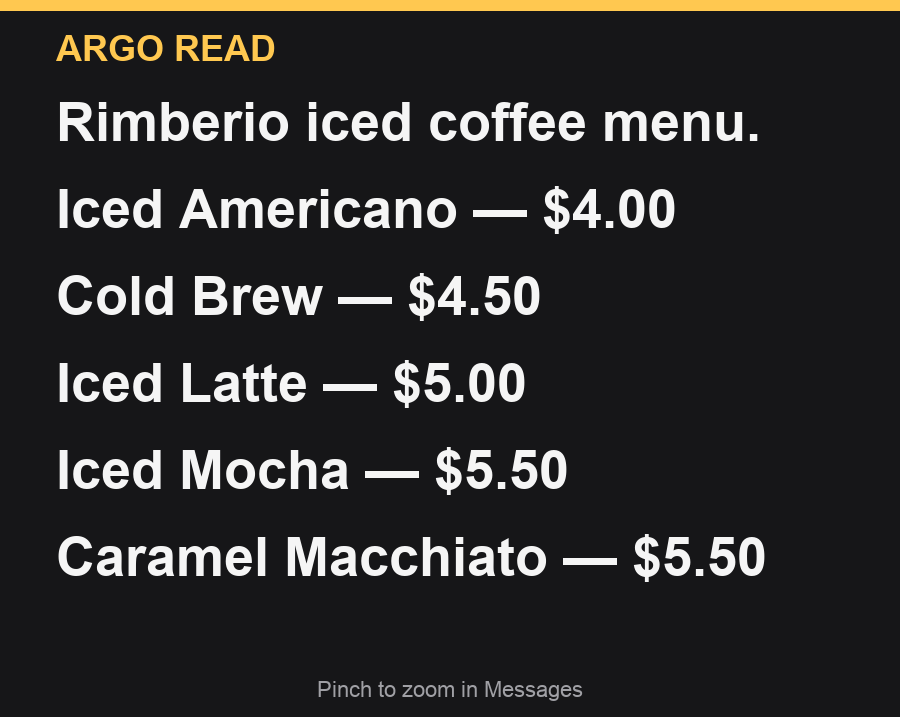 ARGO READ
Rimberio iced coffee menu.
Iced Americano — $4.00
Cold Brew — $4.50
Iced Latte — $5.00
Iced Mocha — $5.50
Caramel Macchiato — $5.50
Pinch to zoom in Messages